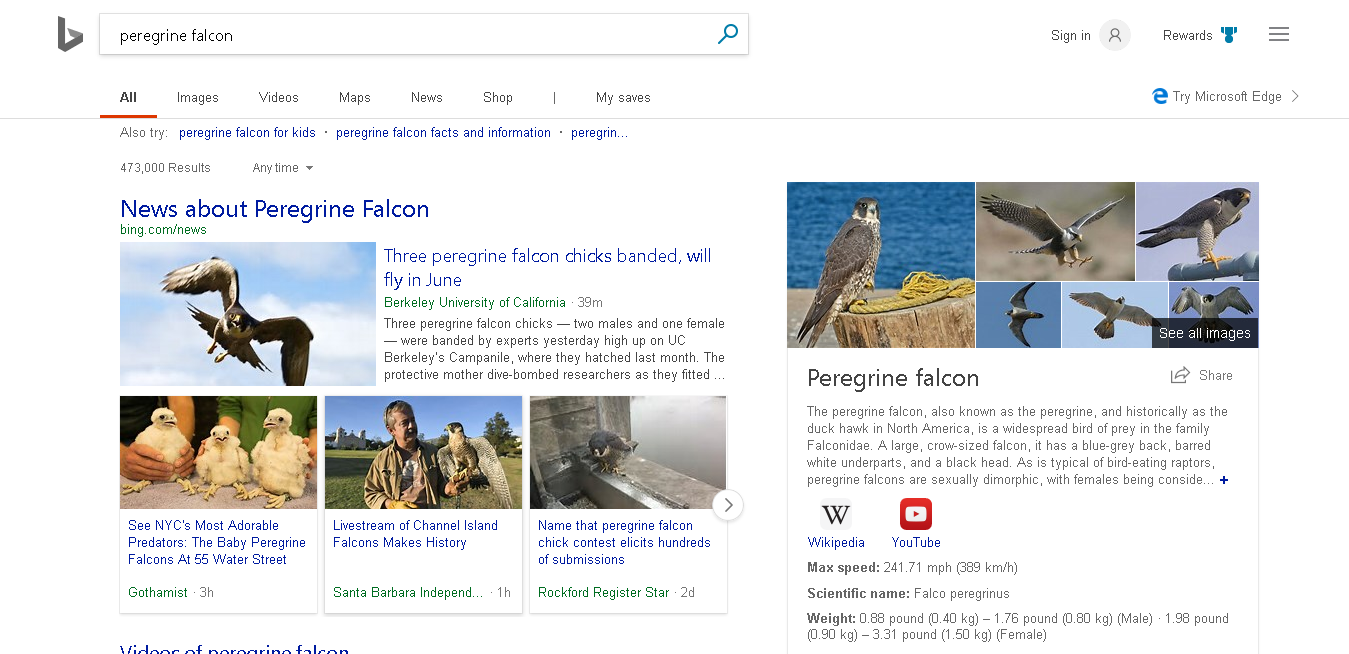 peregrine falcon
Sign in
Rewards
All
Images
Videos
Maps
News
Shop
|
My saves
Try Microsoft Edge
Also try: peregrine falcon for kids · peregrine falcon facts and information · peregrin...
473,000 Results
Any time
News about Peregrine Falcon
bing.com/news
Three peregrine falcon chicks banded, will
fly in June
Berkeley University of California · 39m
Three peregrine falcon chicks — two males and one female
— were banded by experts yesterday high up on UC
Berkeley's Campanile, where they hatched last month. The
protective mother dive-bombed researchers as they fitted ...
See NYC's Most Adorable
Predators: The Baby Peregrine
Falcons At 55 Water Street
Gothamist · 3h
Livestream of Channel Island
Falcons Makes History
Santa Barbara Independ... · 1h
Name that peregrine falcon
chick contest elicits hundreds
of submissions
Rockford Register Star · 2d
Videos of peregrine falcon
See all images
Peregrine falcon
Share
The peregrine falcon, also known as the peregrine, and historically as the
duck hawk in North America, is a widespread bird of prey in the family
Falconidae. A large, crow-sized falcon, it has a blue-grey back, barred
white underparts, and a black head. As is typical of bird-eating raptors,
peregrine falcons are sexually dimorphic, with females being conside... +
W
Wikipedia
YouTube
Max speed: 241.71 mph (389 km/h)
Scientific name: Falco peregrinus
Weight: 0.88 pound (0.40 kg) – 1.76 pound (0.80 kg) (Male) · 1.98 pound
(0.90 kg) – 3.31 pound (1.50 kg) (Female)